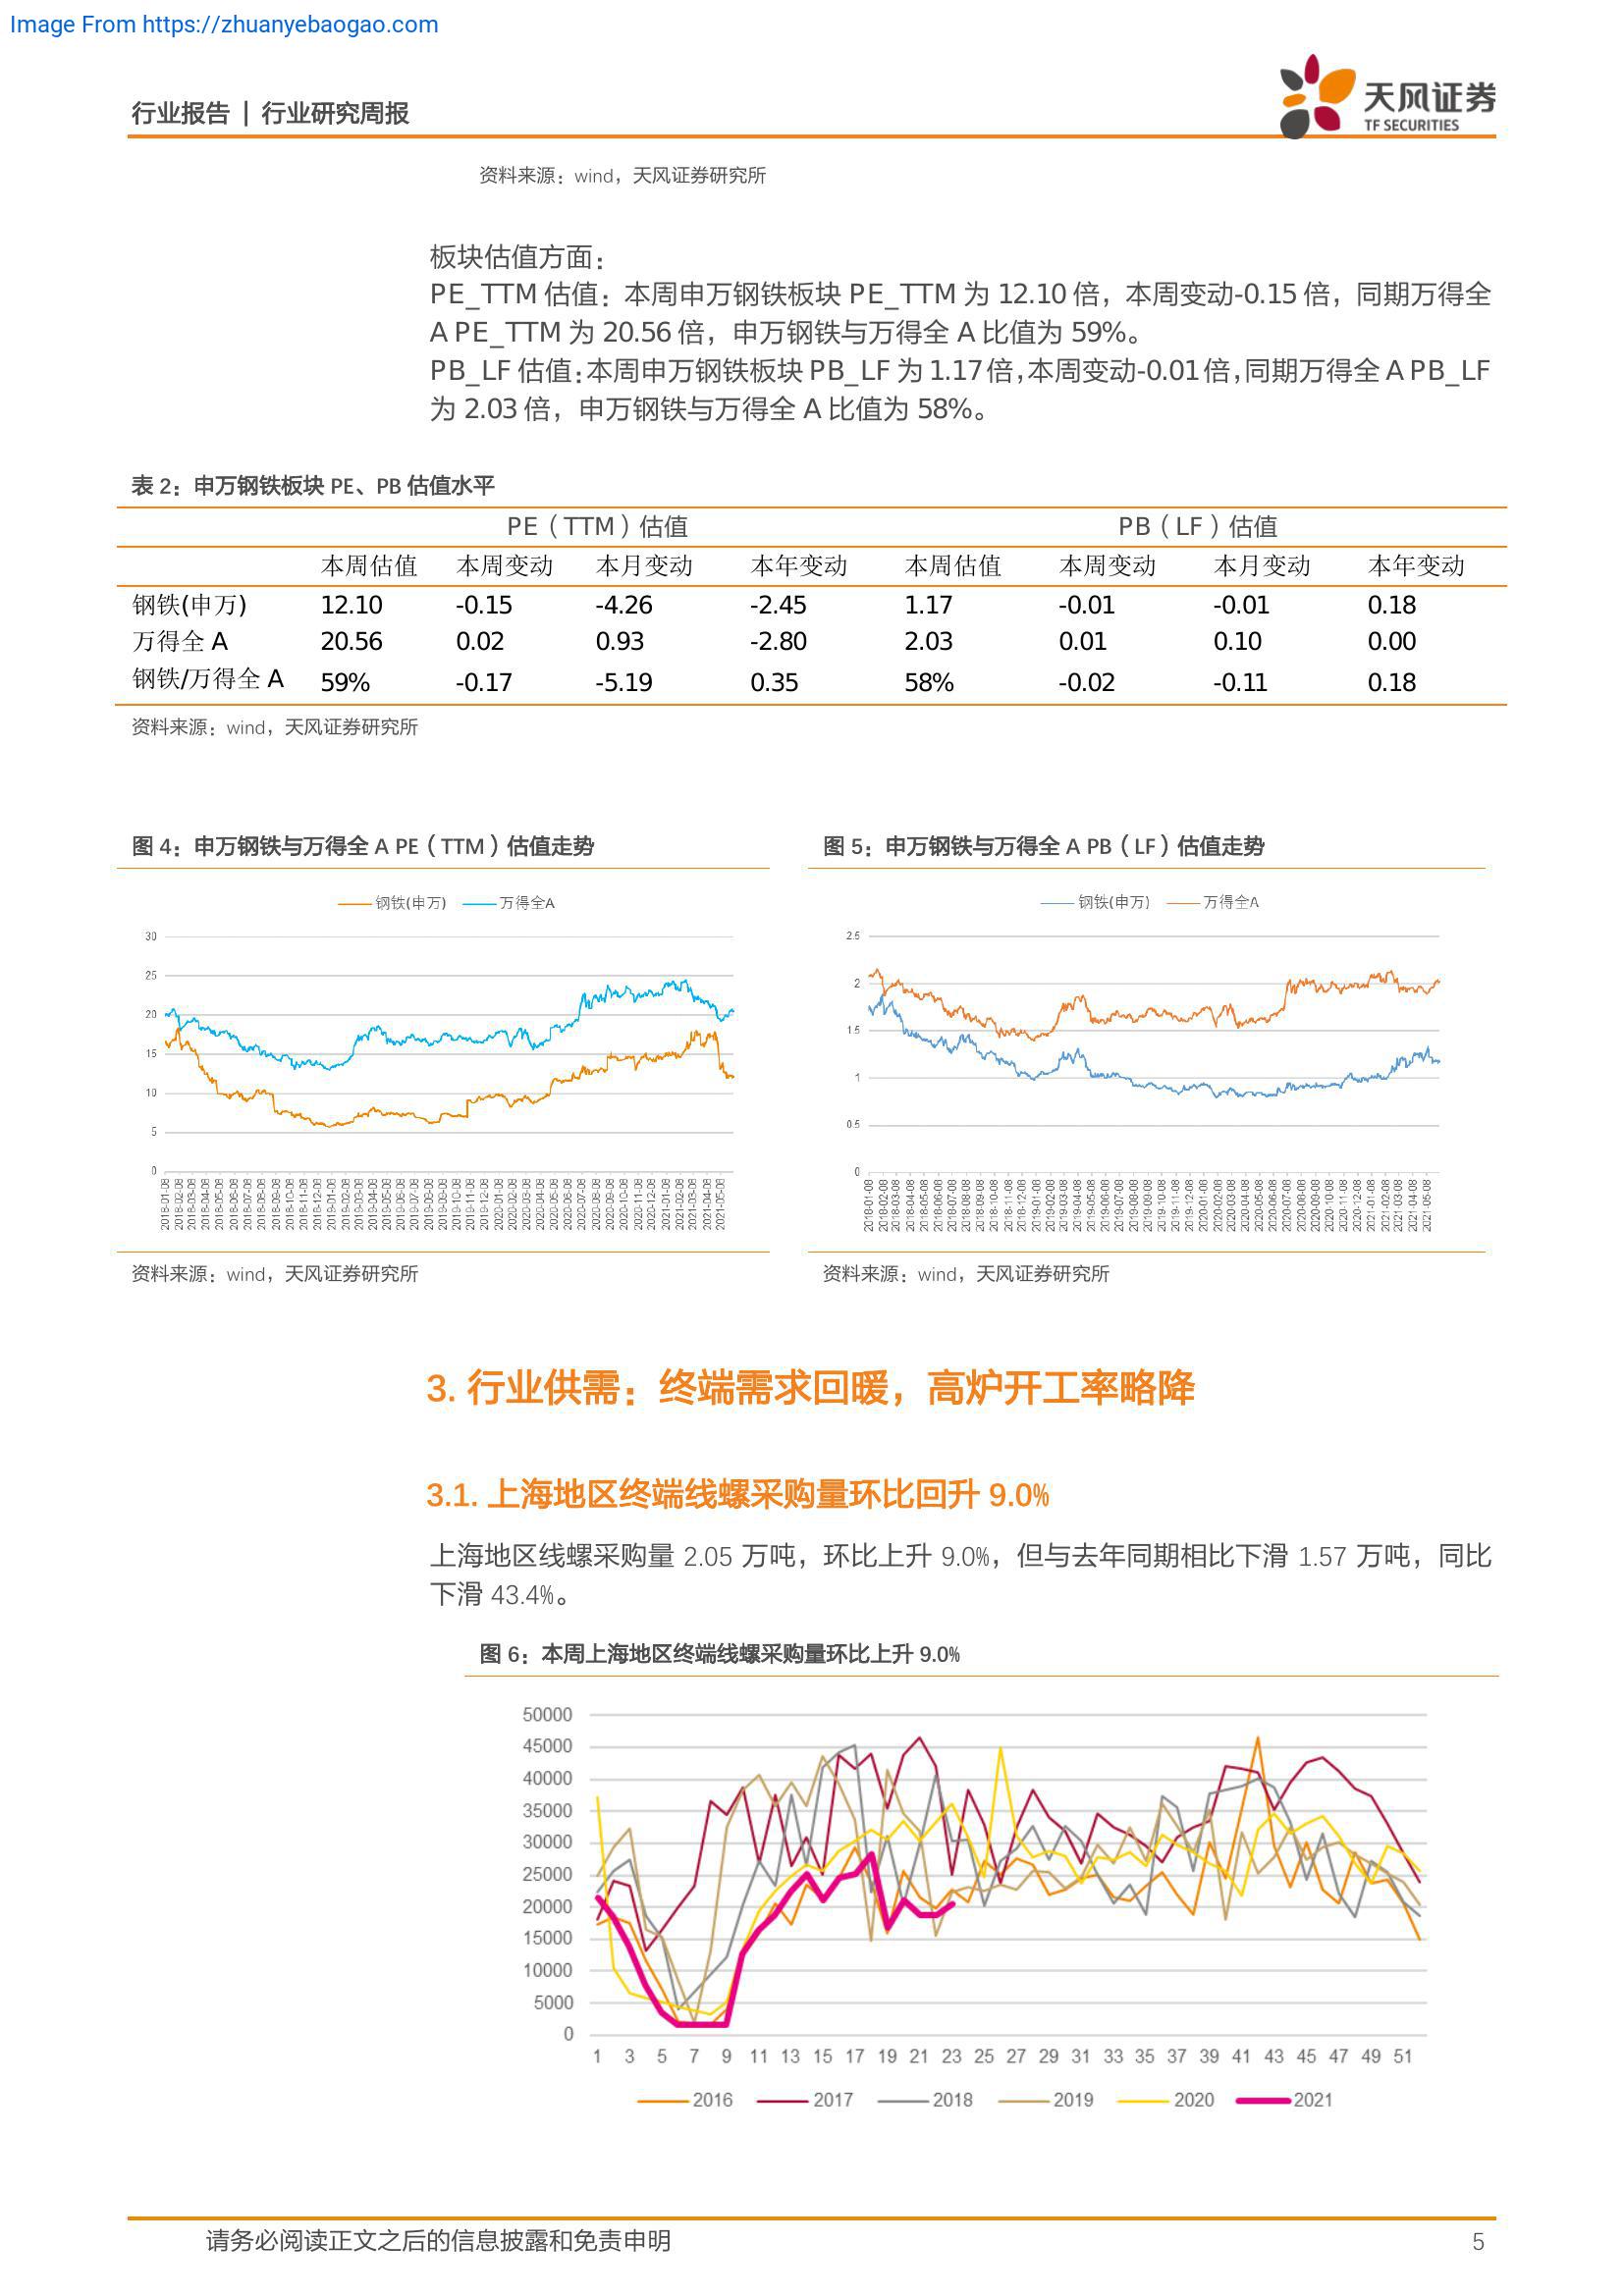 Image From https://zhuanyebaogao.com
行业报告 | 行业研究周报
天风证券
TF SECURITIES
资料来源：wind，天风证券研究所
板块估值方面：
PE_TTM 估值：本周申万钢铁板块 PE_TTM 为 12.10 倍，本周变动-0.15 倍，同期万得全
A PE_TTM 为 20.56 倍，申万钢铁与万得全 A 比值为 59%。
PB_LF 估值：本周申万钢铁板块 PB_LF 为 1.17 倍，本周变动-0.01 倍，同期万得全 A PB_LF
为 2.03 倍，申万钢铁与万得全 A 比值为 58%。
表 2：申万钢铁板块 PE、PB 估值水平
PE（TTM）估值 PB（LF）估值
本周估值 本周变动 本月变动 本年变动 本周估值 本周变动 本月变动 本年变动
钢铁(申万) 12.10 -0.15 -4.26 -2.45 1.17 -0.01 -0.01 0.18
万得全 A 20.56 0.02 0.93 -2.80 2.03 0.01 0.10 0.00
钢铁/万得全 A 59% -0.17 -5.19 0.35 58% -0.02 -0.11 0.18
资料来源：wind，天风证券研究所
图 4：申万钢铁与万得全 A PE（TTM）估值走势
钢铁(申万) 万得全A
30
25
20
15
10
5
0
2018-01-08 2018-02-08 2018-03-08 2018-04-08 2018-05-08 2018-06-08 2018-07-08 2018-08-08 2018-09-08 2018-10-08 2018-11-08 2018-12-08 2019-01-08 2019-02-08 2019-03-08 2019-04-08 2019-05-08 2019-06-08 2019-07-08 2019-08-08 2019-09-08 2019-10-08 2019-11-08 2019-12-08 2020-01-08 2020-02-08 2020-03-08 2020-04-08 2020-05-08 2020-06-08 2020-07-08 2020-08-08 2020-09-08 2020-10-08 2020-11-08 2020-12-08 2021-01-08 2021-02-08 2021-03-08 2021-04-08 2021-05-08
资料来源：wind，天风证券研究所
图 5：申万钢铁与万得全 A PB（LF）估值走势
钢铁(申万) 万得全A
2.5
2
1.5
1
0.5
0
2018-01-08 2018-02-08 2018-03-08 2018-04-08 2018-05-08 2018-06-08 2018-07-08 2018-08-08 2018-09-08 2018-10-08 2018-11-08 2018-12-08 2019-01-08 2019-02-08 2019-03-08 2019-04-08 2019-05-08 2019-06-08 2019-07-08 2019-08-08 2019-09-08 2019-10-08 2019-11-08 2019-12-08 2020-01-08 2020-02-08 2020-03-08 2020-04-08 2020-05-08 2020-06-08 2020-07-08 2020-08-08 2020-09-08 2020-10-08 2020-11-08 2020-12-08 2021-01-08 2021-02-08 2021-03-08 2021-04-08 2021-05-08
资料来源：wind，天风证券研究所
3. 行业供需：终端需求回暖，高炉开工率略降
3.1. 上海地区终端线螺采购量环比回升 9.0%
上海地区线螺采购量 2.05 万吨，环比上升 9.0%，但与去年同期相比下滑 1.57 万吨，同比
下滑 43.4%。
图 6：本周上海地区终端线螺采购量环比上升 9.0%
50000
45000
40000
35000
30000
25000
20000
15000
10000
5000
0
1 3 5 7 9 11 13 15 17 19 21 23 25 27 29 31 33 35 37 39 41 43 45 47 49 51
2016 2017 2018 2019 2020 2021
请务必阅读正文之后的信息披露和免责申明 5